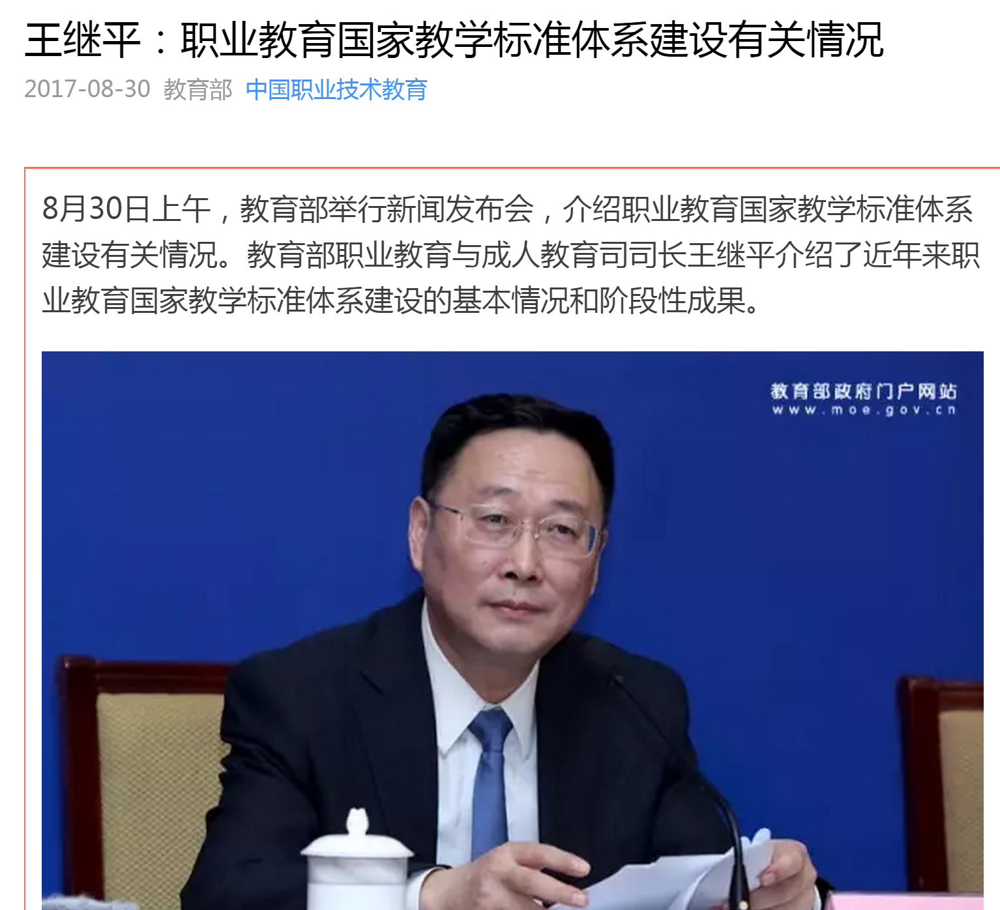 王继平：职业教育国家教学标准体系建设有关情况
2017-08-30 教育部 中国职业技术教育
8月30日上午，教育部举行新闻发布会，介绍职业教育国家教学标准体系
建设有关情况。教育部职业教育与成人教育司司长王继平介绍了近年来职
业教育国家教学标准体系建设的基本情况和阶段性成果。
教育部政府门户网站
www.moe.gov.cn